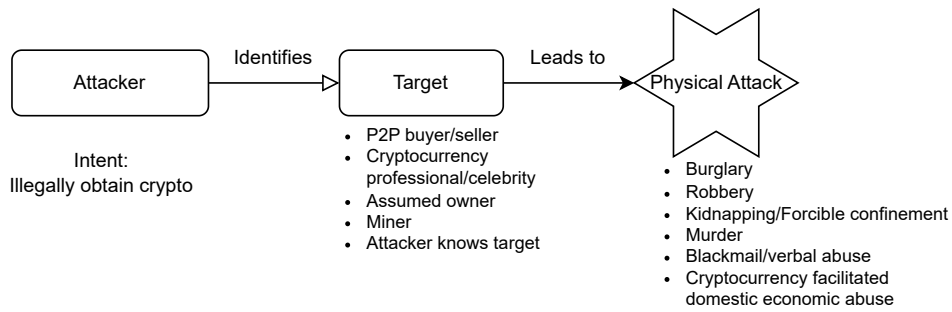 Attacker
Identifies
Target
Leads to
Physical Attack
Intent:
Illegally obtain crypto
• P2P buyer/seller
• Cryptocurrency
professional/celebrity
• Assumed owner
• Miner
• Attacker knows target
• Burglary
• Robbery
• Kidnapping/Forcible confinement
• Murder
• Blackmail/verbal abuse
• Cryptocurrency facilitated
domestic economic abuse